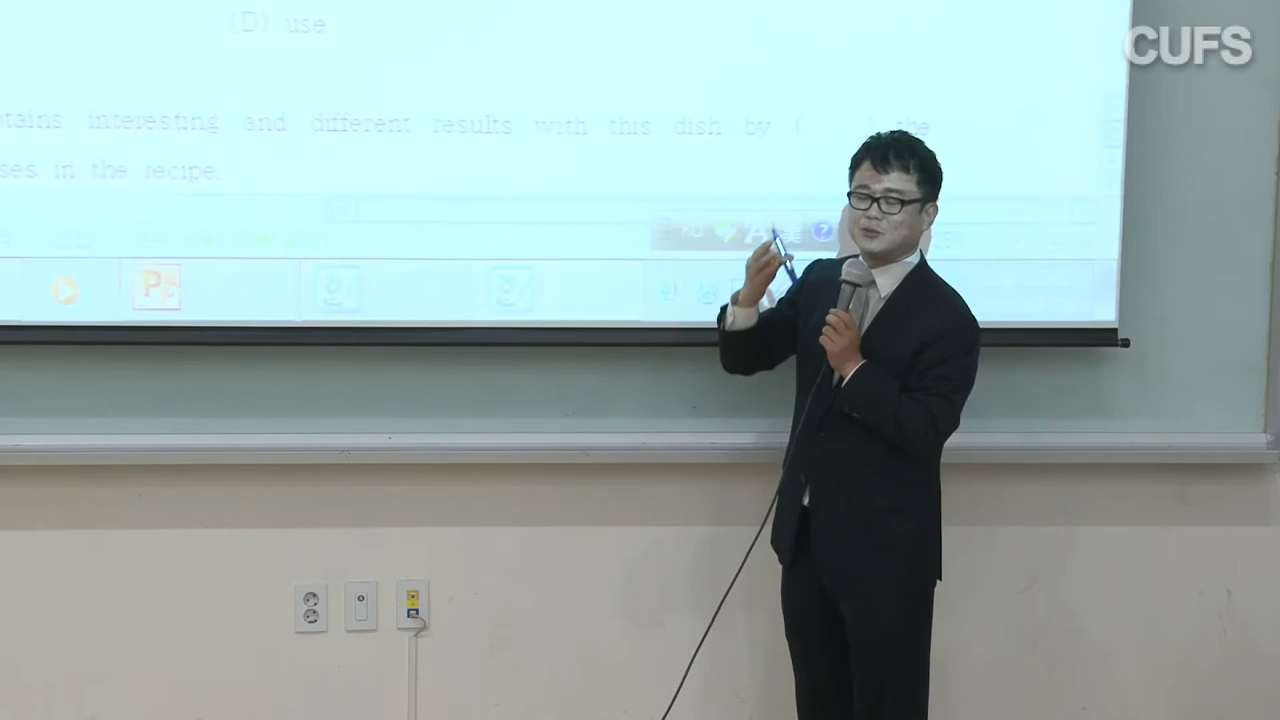 CUFS
(D) use
tains interesting and different results with this dish by ( ) the
ses in the recipe.